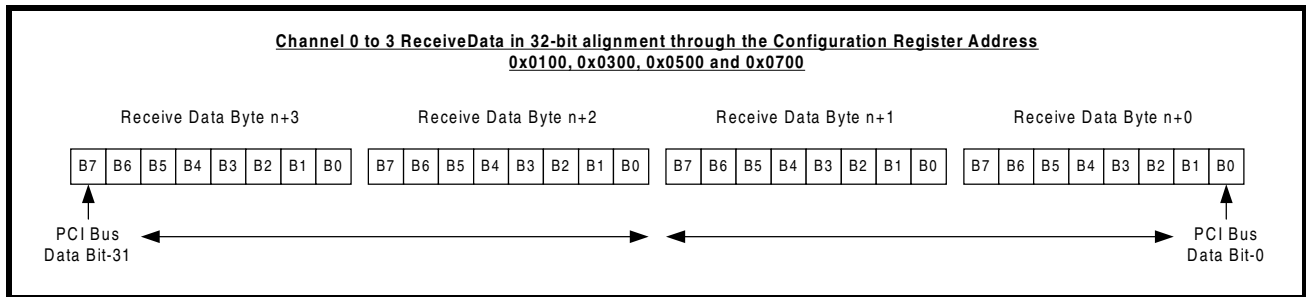 Channel 0 to 3 ReceiveData in 32-bit alignment through the Configuration Register Address
0x0100, 0x0300, 0x0500 and 0x0700
Receive Data Byte n+3 Receive Data Byte n+2 Receive Data Byte n+1 Receive Data Byte n+0
B7 B6 B5 B4 B3 B2 B1 B0 B7 B6 B5 B4 B3 B2 B1 B0 B7 B6 B5 B4 B3 B2 B1 B0 B7 B6 B5 B4 B3 B2 B1 B0
PCI Bus
Data Bit-31
PCI Bus
Data Bit-0